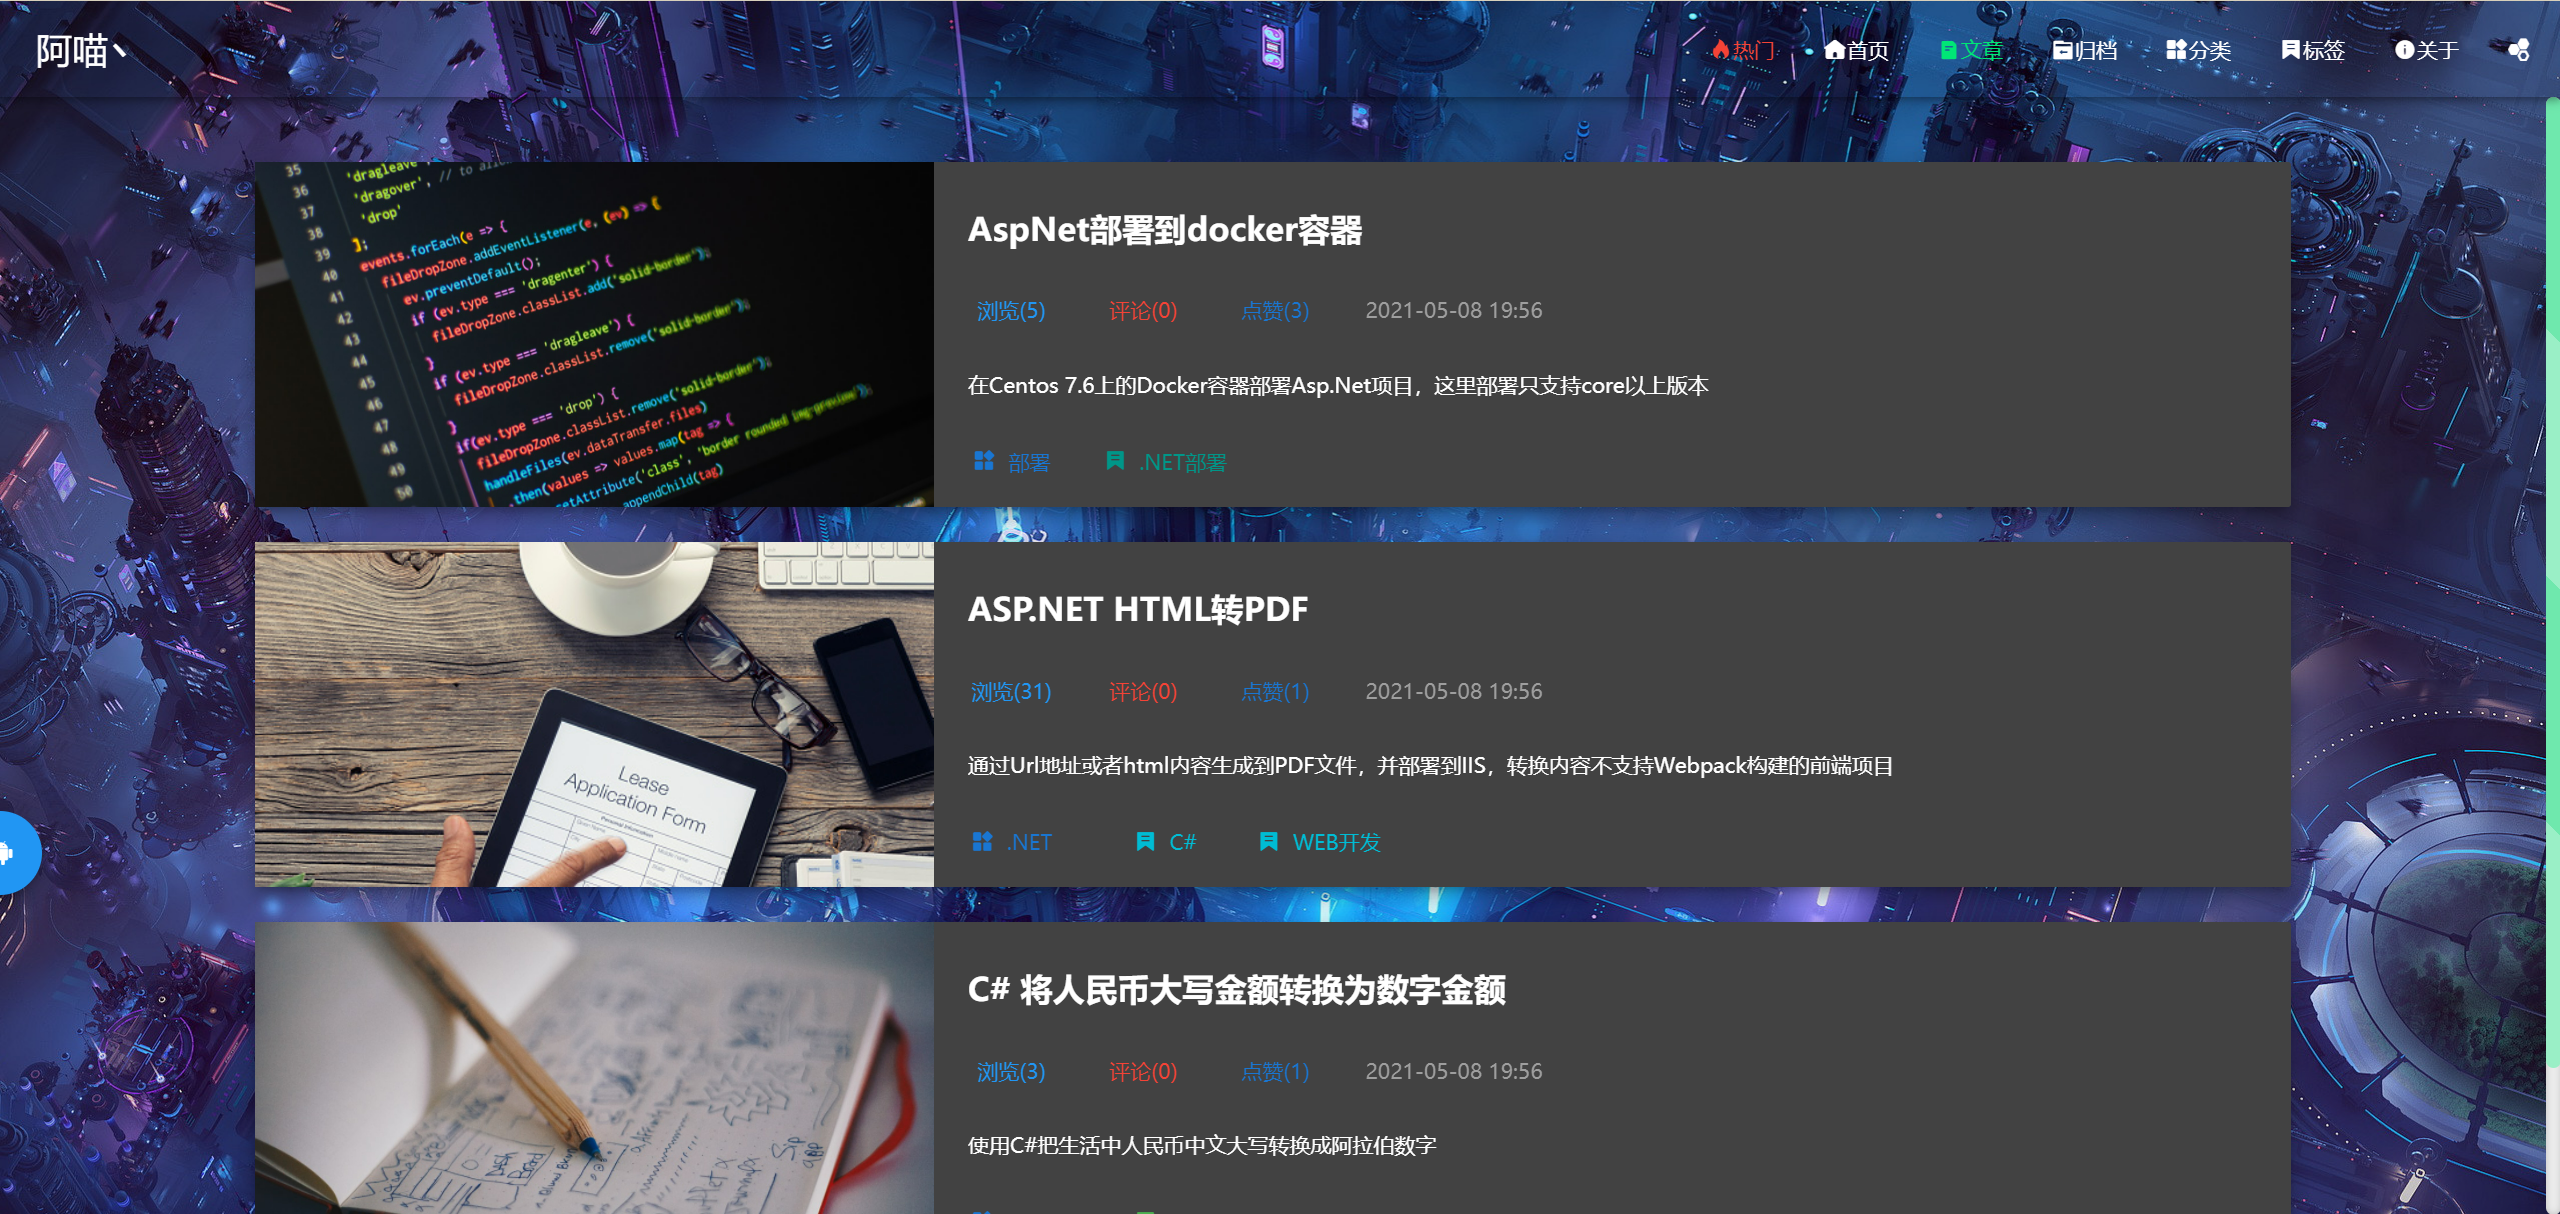 阿喵丶
热门 首页 文章 归档 分类 标签 关于
35
36 'dragleave',
37 'dragover', // to
38 'drop'
39 ];
40 events.forEach(e => {
41 fileDropZone.addEventListener(e, (ev) => {
42 ev.preventDefault();
43 if (ev.type === 'dragenter') {
44 fileDropZone.classList.add('solid-border');
45 }
46 if (ev.type === 'dragleave') {
47 fileDropZone.classList.remove('solid-border');
48 }
49 if(ev.type === 'drop') {
50 fileDropZone.classList.remove('solid-border');
handleFiles(ev.dataTransfer.files)
.then(values => values.map(tag => {
setAttribute('class', 'border rounded img-preview');
appendChild(tag)
AspNet部署到docker容器
浏览(5) 评论(0) 点赞(3) 2021-05-08 19:56
在Centos 7.6上的Docker容器部署Asp.Net项目，这里部署只支持core以上版本
部署 .NET部署
Lease
Application Form
Personal Information
ASP.NET HTML转PDF
浏览(31) 评论(0) 点赞(1) 2021-05-08 19:56
通过Url地址或者html内容生成到PDF文件，并部署到IIS，转换内容不支持Webpack构建的前端项目
.NET C# WEB开发
C# 将人民币大写金额转换为数字金额
浏览(3) 评论(0) 点赞(1) 2021-05-08 19:56
使用C#把生活中人民币中文大写转换成阿拉伯数字